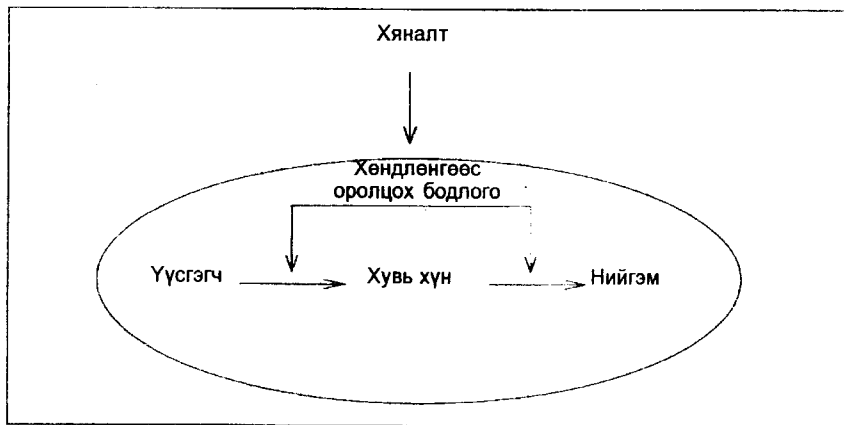 Хяналт
Хөндлөнгөөс
оролцох бодлого
Үүсгэгч
Хувь хүн
Нийгэм